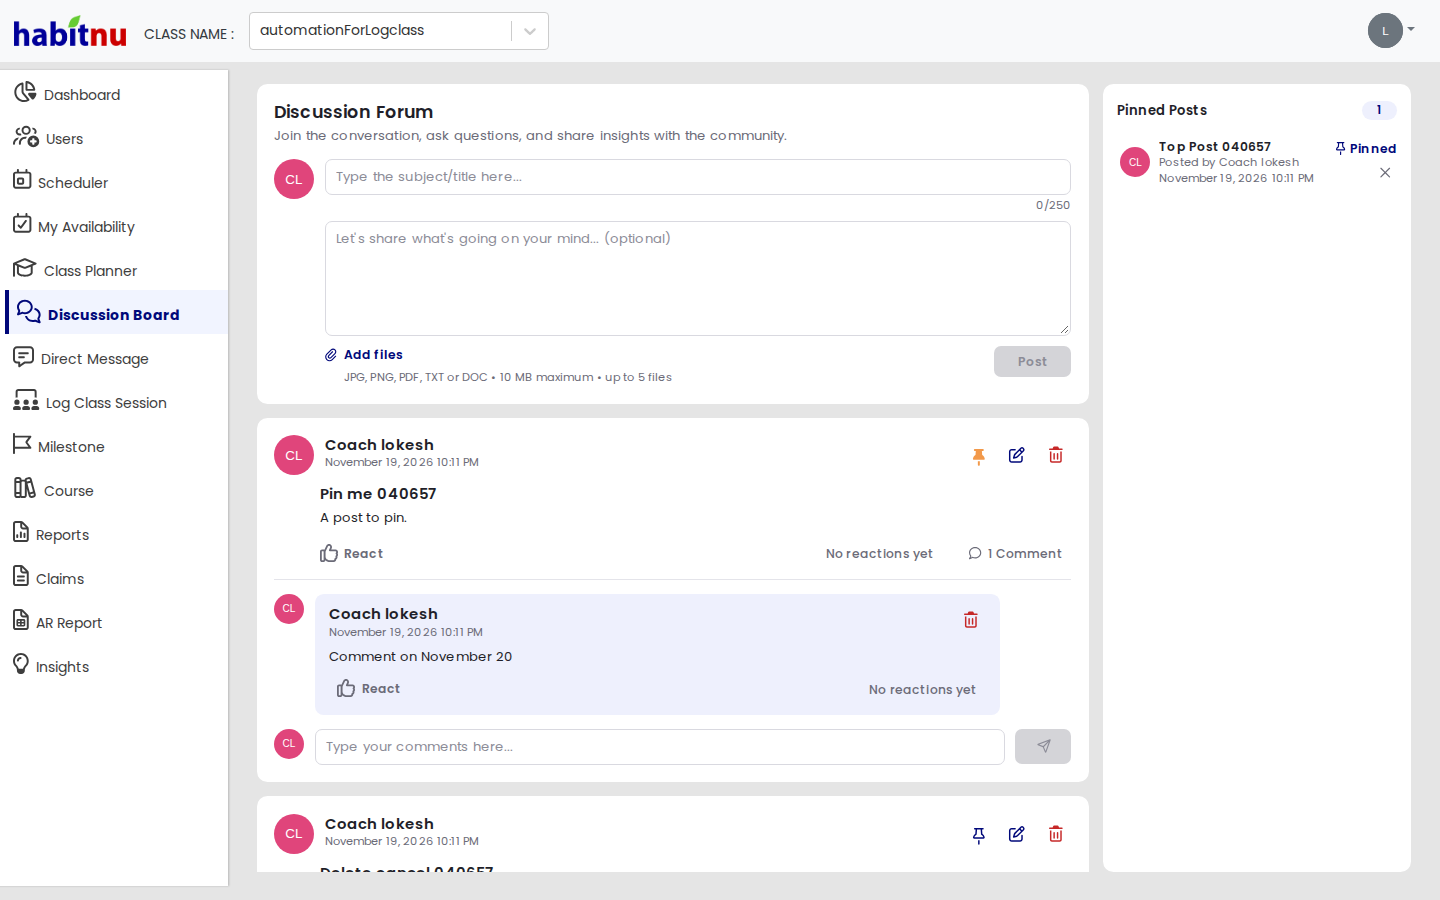 habitnu
CLASS NAME :
automationForLogclass
L
Dashboard
Users
Scheduler
My Availability
Class Planner
Discussion Board
Direct Message
Log Class Session
Milestone
Course
Reports
Claims
AR Report
Insights
Discussion Forum
Join the conversation, ask questions, and share insights with the community.
CL
Type the subject/title here...
0/250
Let's share what's going on your mind... (optional)
Add files
JPG, PNG, PDF, TXT or DOC • 10 MB maximum • up to 5 files
Post
CL
Coach lokesh
November 19, 2026 10:11 PM
Pin me 040657
A post to pin.
React
No reactions yet
1 Comment
CL
Coach lokesh
November 19, 2026 10:11 PM
Comment on November 20
React
No reactions yet
CL
Type your comments here...
CL
Coach lokesh
November 19, 2026 10:11 PM
Delete cancel 040657
Pinned Posts
1
CL
Top Post 040657
Posted by Coach lokesh
November 19, 2026 10:11 PM
Pinned